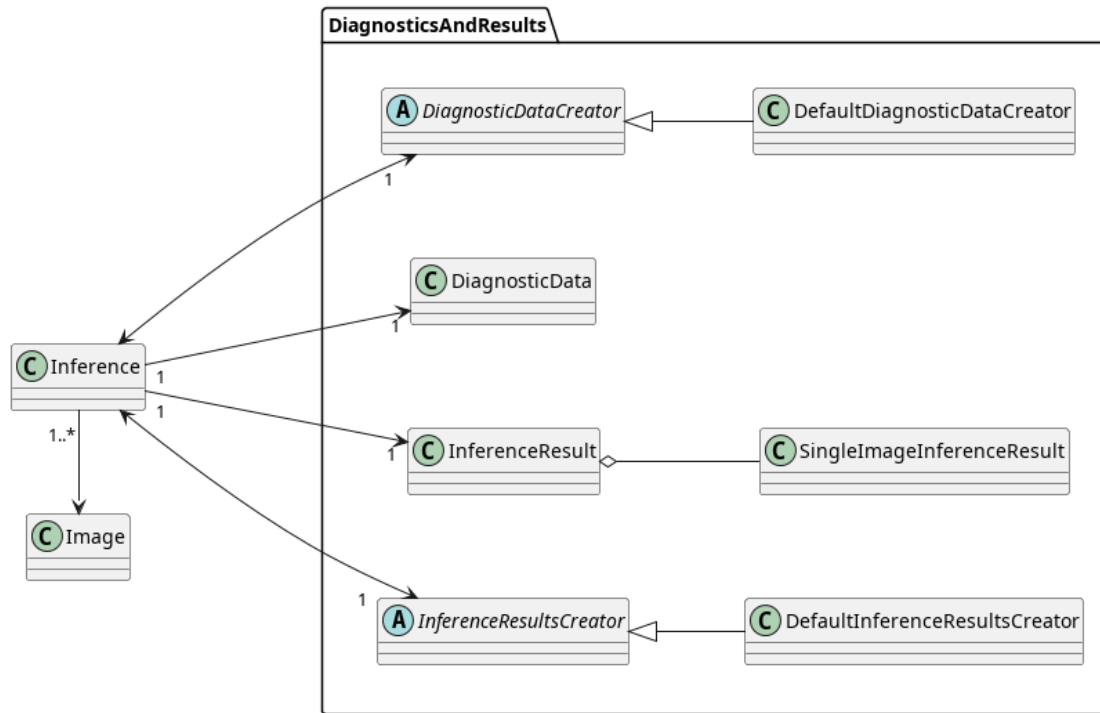 DiagnosticsAndResults
A DiagnosticDataCreator
C DefaultDiagnosticDataCreator
1
C DiagnosticData
1
C Inference
1
1
1..*
1
C InferenceResult
C SingleImageInferenceResult
C Image
1
A InferenceResultsCreator
C DefaultInferenceResultsCreator